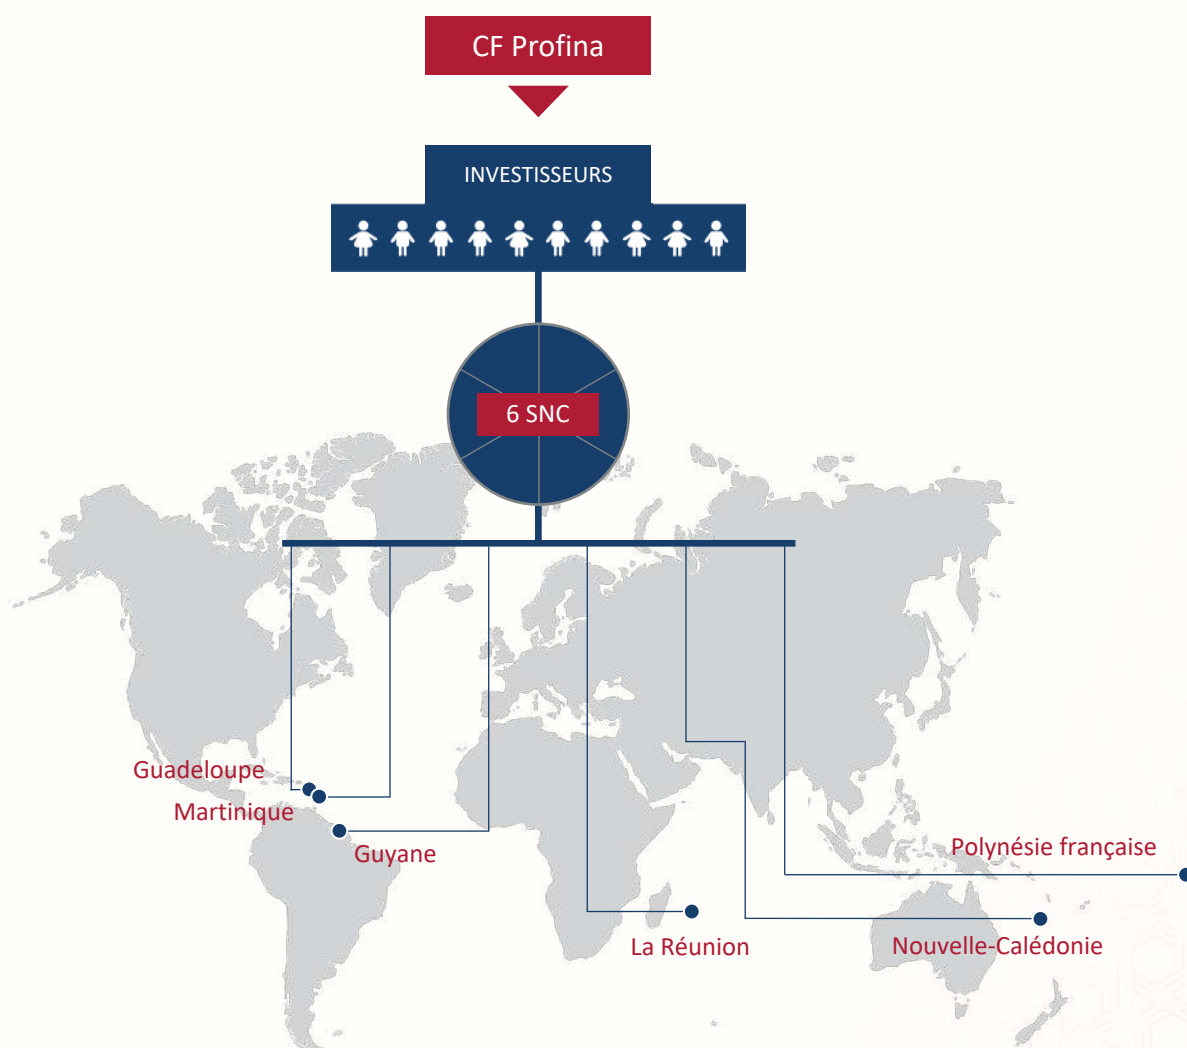 CF Profina
INVESTISSEURS
6 SNC
Guadeloupe
Martinique
Guyane
Polynésie française
La Réunion
Nouvelle-Calédonie